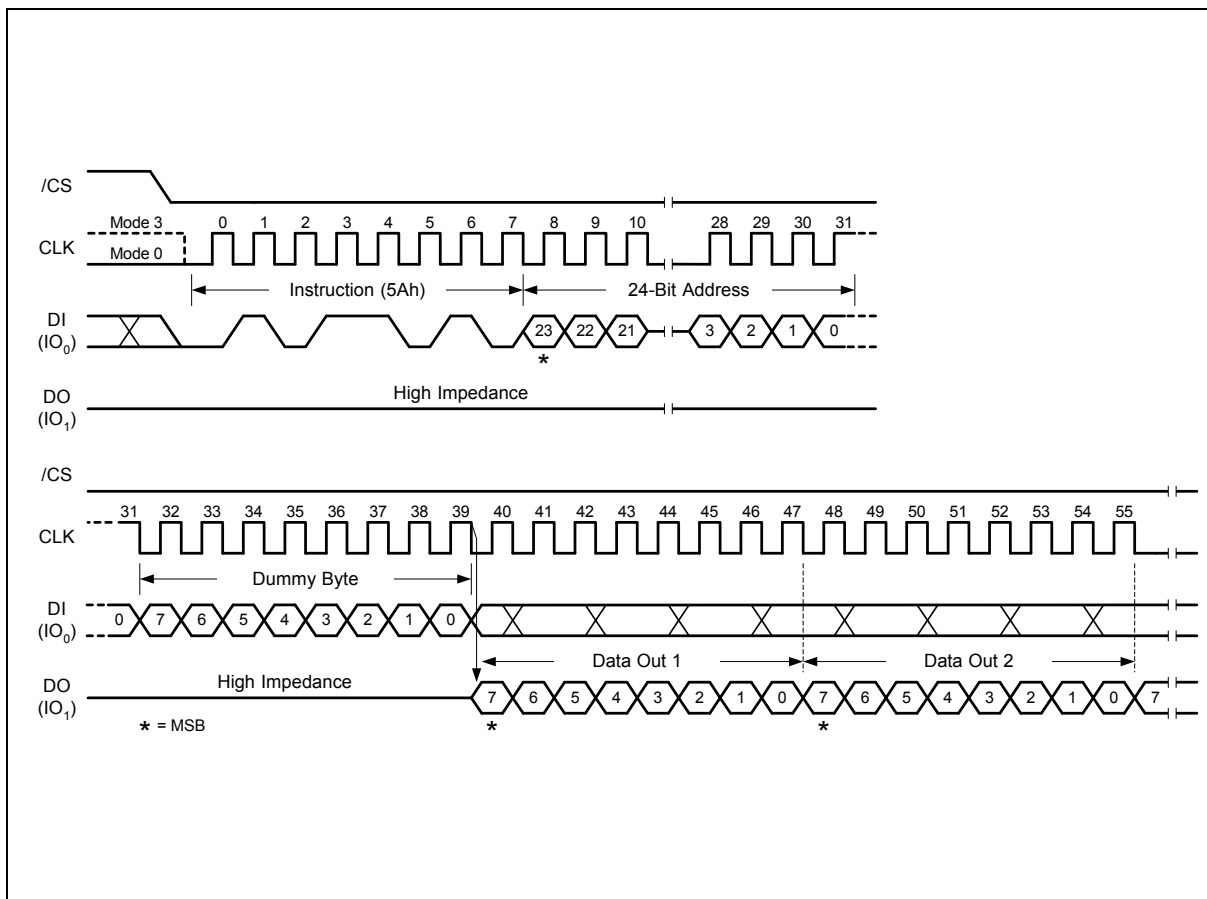 /CS
Mode 3 0 1 2 3 4 5 6 7 8 9 10 28 29 30 31
CLK
Mode 0
Instruction (5Ah) 24-Bit Address
DI
(IO0) 23 22 21 3 2 1 0
*
High Impedance
DO
(IO1)
/CS
31 32 33 34 35 36 37 38 39 40 41 42 43 44 45 46 47 48 49 50 51 52 53 54 55
CLK
Dummy Byte
DI
(IO0) 0 7 6 5 4 3 2 1 0
Data Out 1 Data Out 2
High Impedance
DO
(IO1) 7 6 5 4 3 2 1 0 7 6 5 4 3 2 1 0 7
* = MSB * *